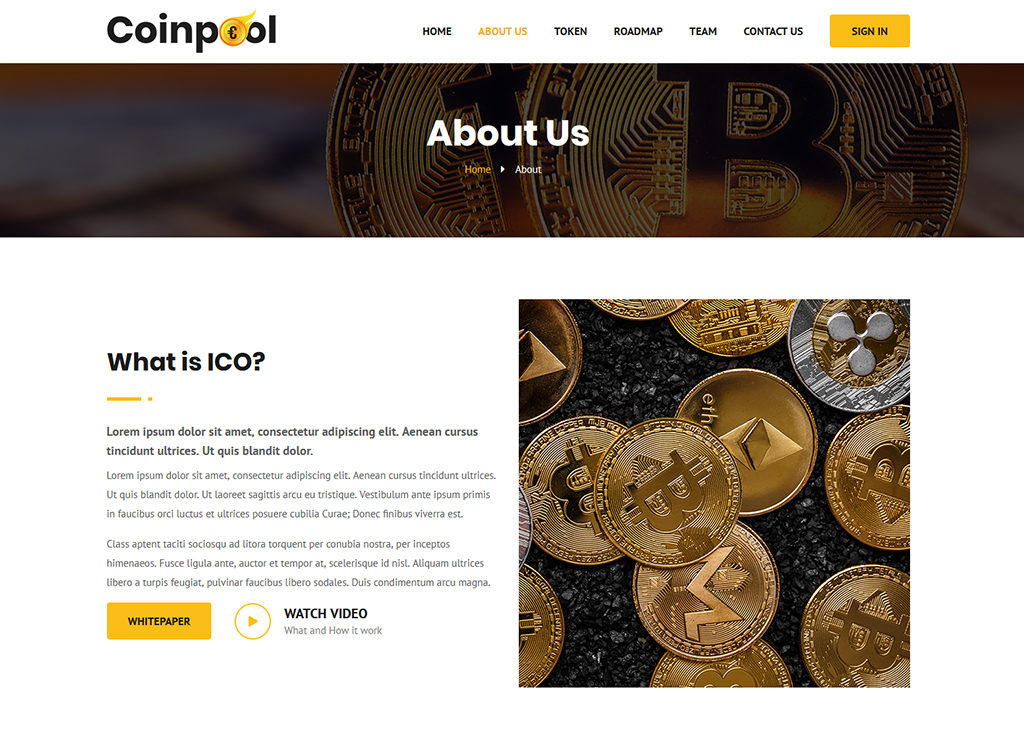 Coinpool
HOME ABOUT US TOKEN ROADMAP TEAM CONTACT US SIGN IN
About Us
Home About
What is ICO?
Lorem ipsum dolor sit amet, consectetur adipiscing elit. Aenean cursus
tincidunt ultrices. Ut quis blandit dolor.
Lorem ipsum dolor sit amet, consectetur adipiscing elit. Aenean cursus tincidunt ultrices.
Ut quis blandit dolor. Ut laoreet sagittis arcu eu tristique. Vestibulum ante ipsum primis
in faucibus orci luctus et ultrices posuere cubilia Curae; Donec finibus viverra est.
Class aptent taciti sociosqu ad litora torquent per conubia nostra, per inceptos
himenaeos. Fusce ligula ante, auctor et tempor at, scelerisque id nisl. Aliquam ultrices
libero a turpis feugiat, pulvinar faucibus libero sodales. Duis condimentum arcu magna.
WHITEPAPER
WATCH VIDEO
What and How it work
eth